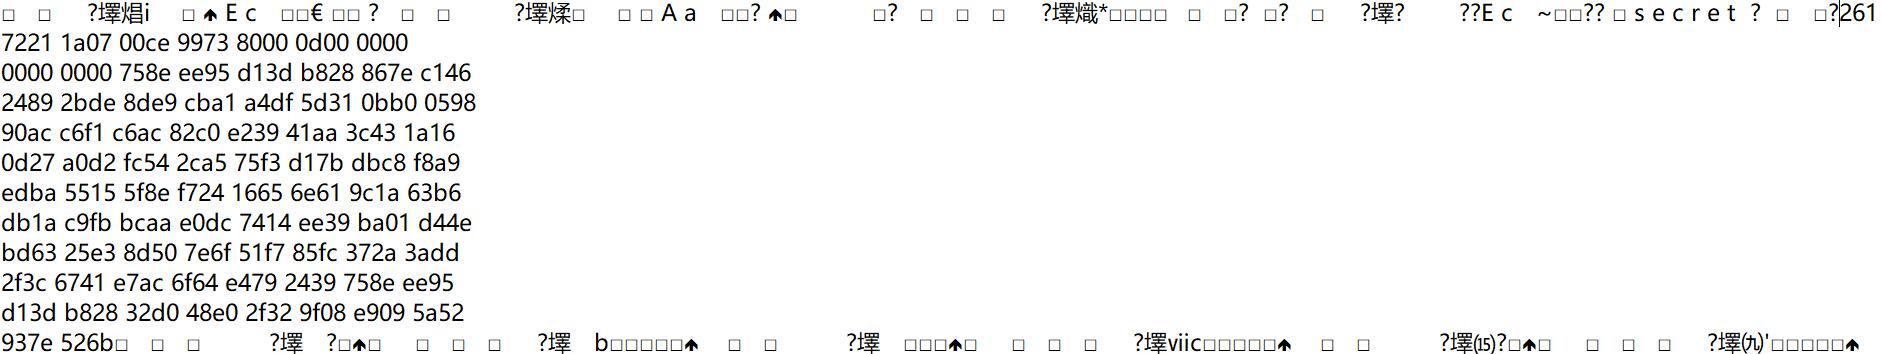 □ □ ?墿焻i □ ♠ E c □□€ □□ ? □ □ ?墿煣□ □ □ A a □□? ♠□ □? □ □ □ ?墿熾*□□□□ □ □? □? □ ?墿? ??E c ~□□?? □ s e c r e t ? □ □?261
7221 1a07 00ce 9973 8000 0d00 0000
0000 0000 758e ee95 d13d b828 867e c146
2489 2bde 8de9 cba1 a4df 5d31 0bb0 0598
90ac c6f1 c6ac 82c0 e239 41aa 3c43 1a16
0d27 a0d2 fc54 2ca5 75f3 d17b dbc8 f8a9
edba 5515 5f8e f724 1665 6e61 9c1a 63b6
db1a c9fb bcaa e0dc 7414 ee39 ba01 d44e
bd63 25e3 8d50 7e6f 51f7 85fc 372a 3add
2f3c 6741 e7ac 6f64 e479 2439 758e ee95
d13d b828 32d0 48e0 2f32 9f08 e909 5a52
937e 526b□ □ □ ?墿 ?□♠□ □ □ □ ?墿 b□□□□□♠ □ □ ?墿 □□□♠□ □ □ □ ?墿ⅶc□□□□□♠ □ □ ?墿⒂?□♠□ □ □ □ ?墿㈨'□□□□□♠